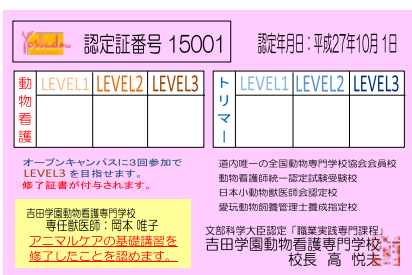 Yoshida 認定証番号 15001 認定年月日:平成27年10月1日
動物看護 LEVEL1 LEVEL2 LEVEL3
トリマー LEVEL1 LEVEL2 LEVEL3
オープンキャンパスに3回参加で
LEVEL3 を目指せます。
修了証書が付与されます。
吉田学園動物看護専門学校
専任獣医師:岡本 唯子
アニマルケアの基礎講習を
修了したことを認めます。
道内唯一の全国動物専門学校協会会員校
動物看護師統一認定試験受験校
日本小動物獣医師会認定校
愛玩動物飼養管理士養成指定校
文部科学大臣認定「職業実践専門課程」
吉田学園動物看護専門学校
校長 高 悦夫